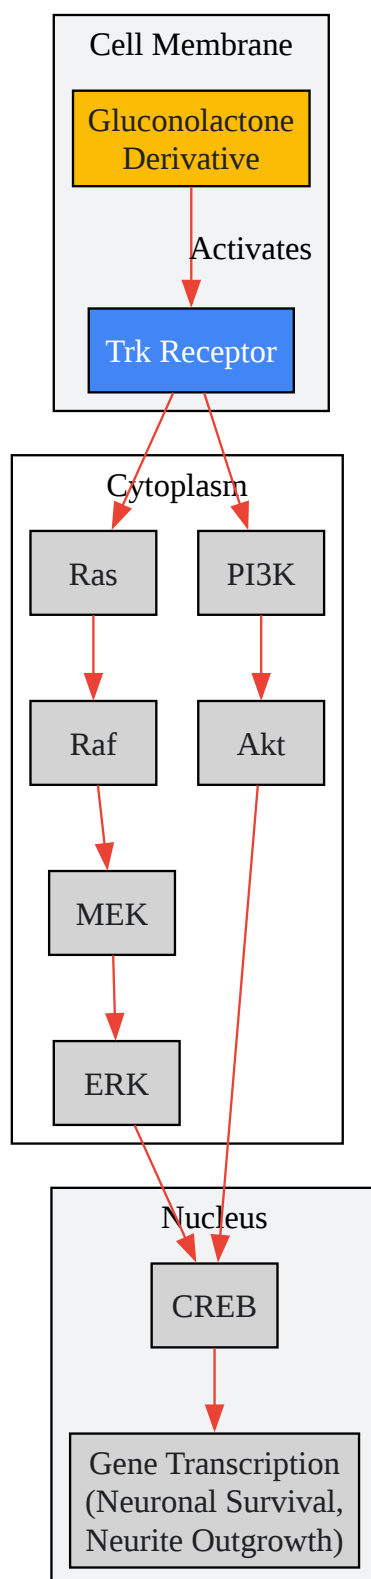 Cell Membrane
Gluconolactone
Derivative
Activates
Trk Receptor
Cytoplasm
Ras
PI3K
Raf
Akt
MEK
ERK
Nucleus
CREB
Gene Transcription
(Neuronal Survival,
Neurite Outgrowth)